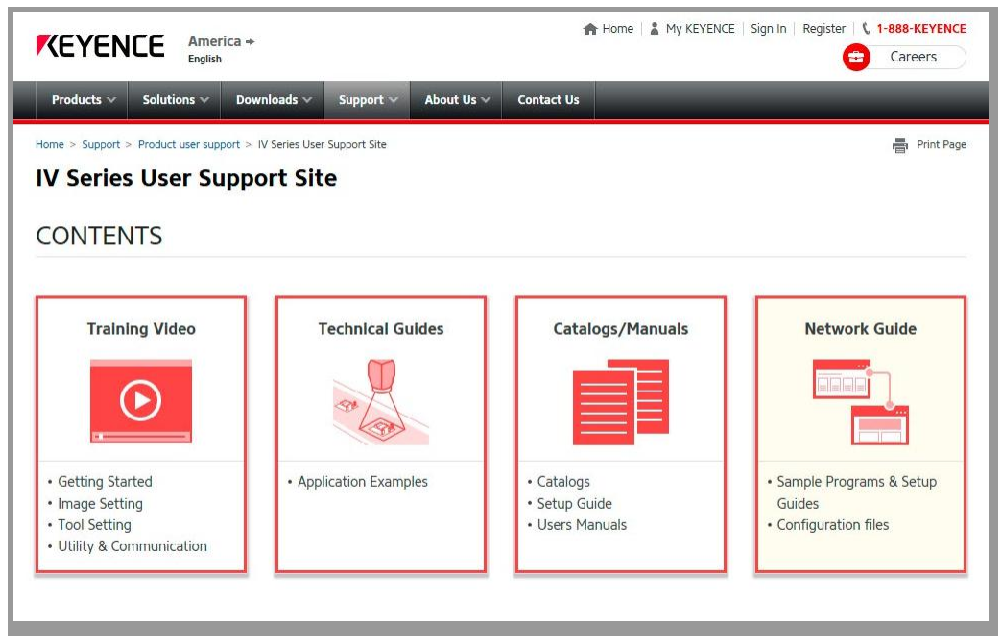 KEYENCE
America
English
Home
My KEYENCE
Sign In
Register
1-888-KEYENCE
Careers
Products
Solutions
Downloads
Support
About Us
Contact Us
Home > Support > Product user support > IV Series User Support Site
Print Page
IV Series User Support Site
CONTENTS
Training Video
• Getting Started
• Image Setting
• Tool Setting
• Utility & Communication
Technical Guides
• Application Examples
Catalogs/Manuals
• Catalogs
• Setup Guide
• Users Manuals
Network Guide
• Sample Programs & Setup
Guides
• Configuration files